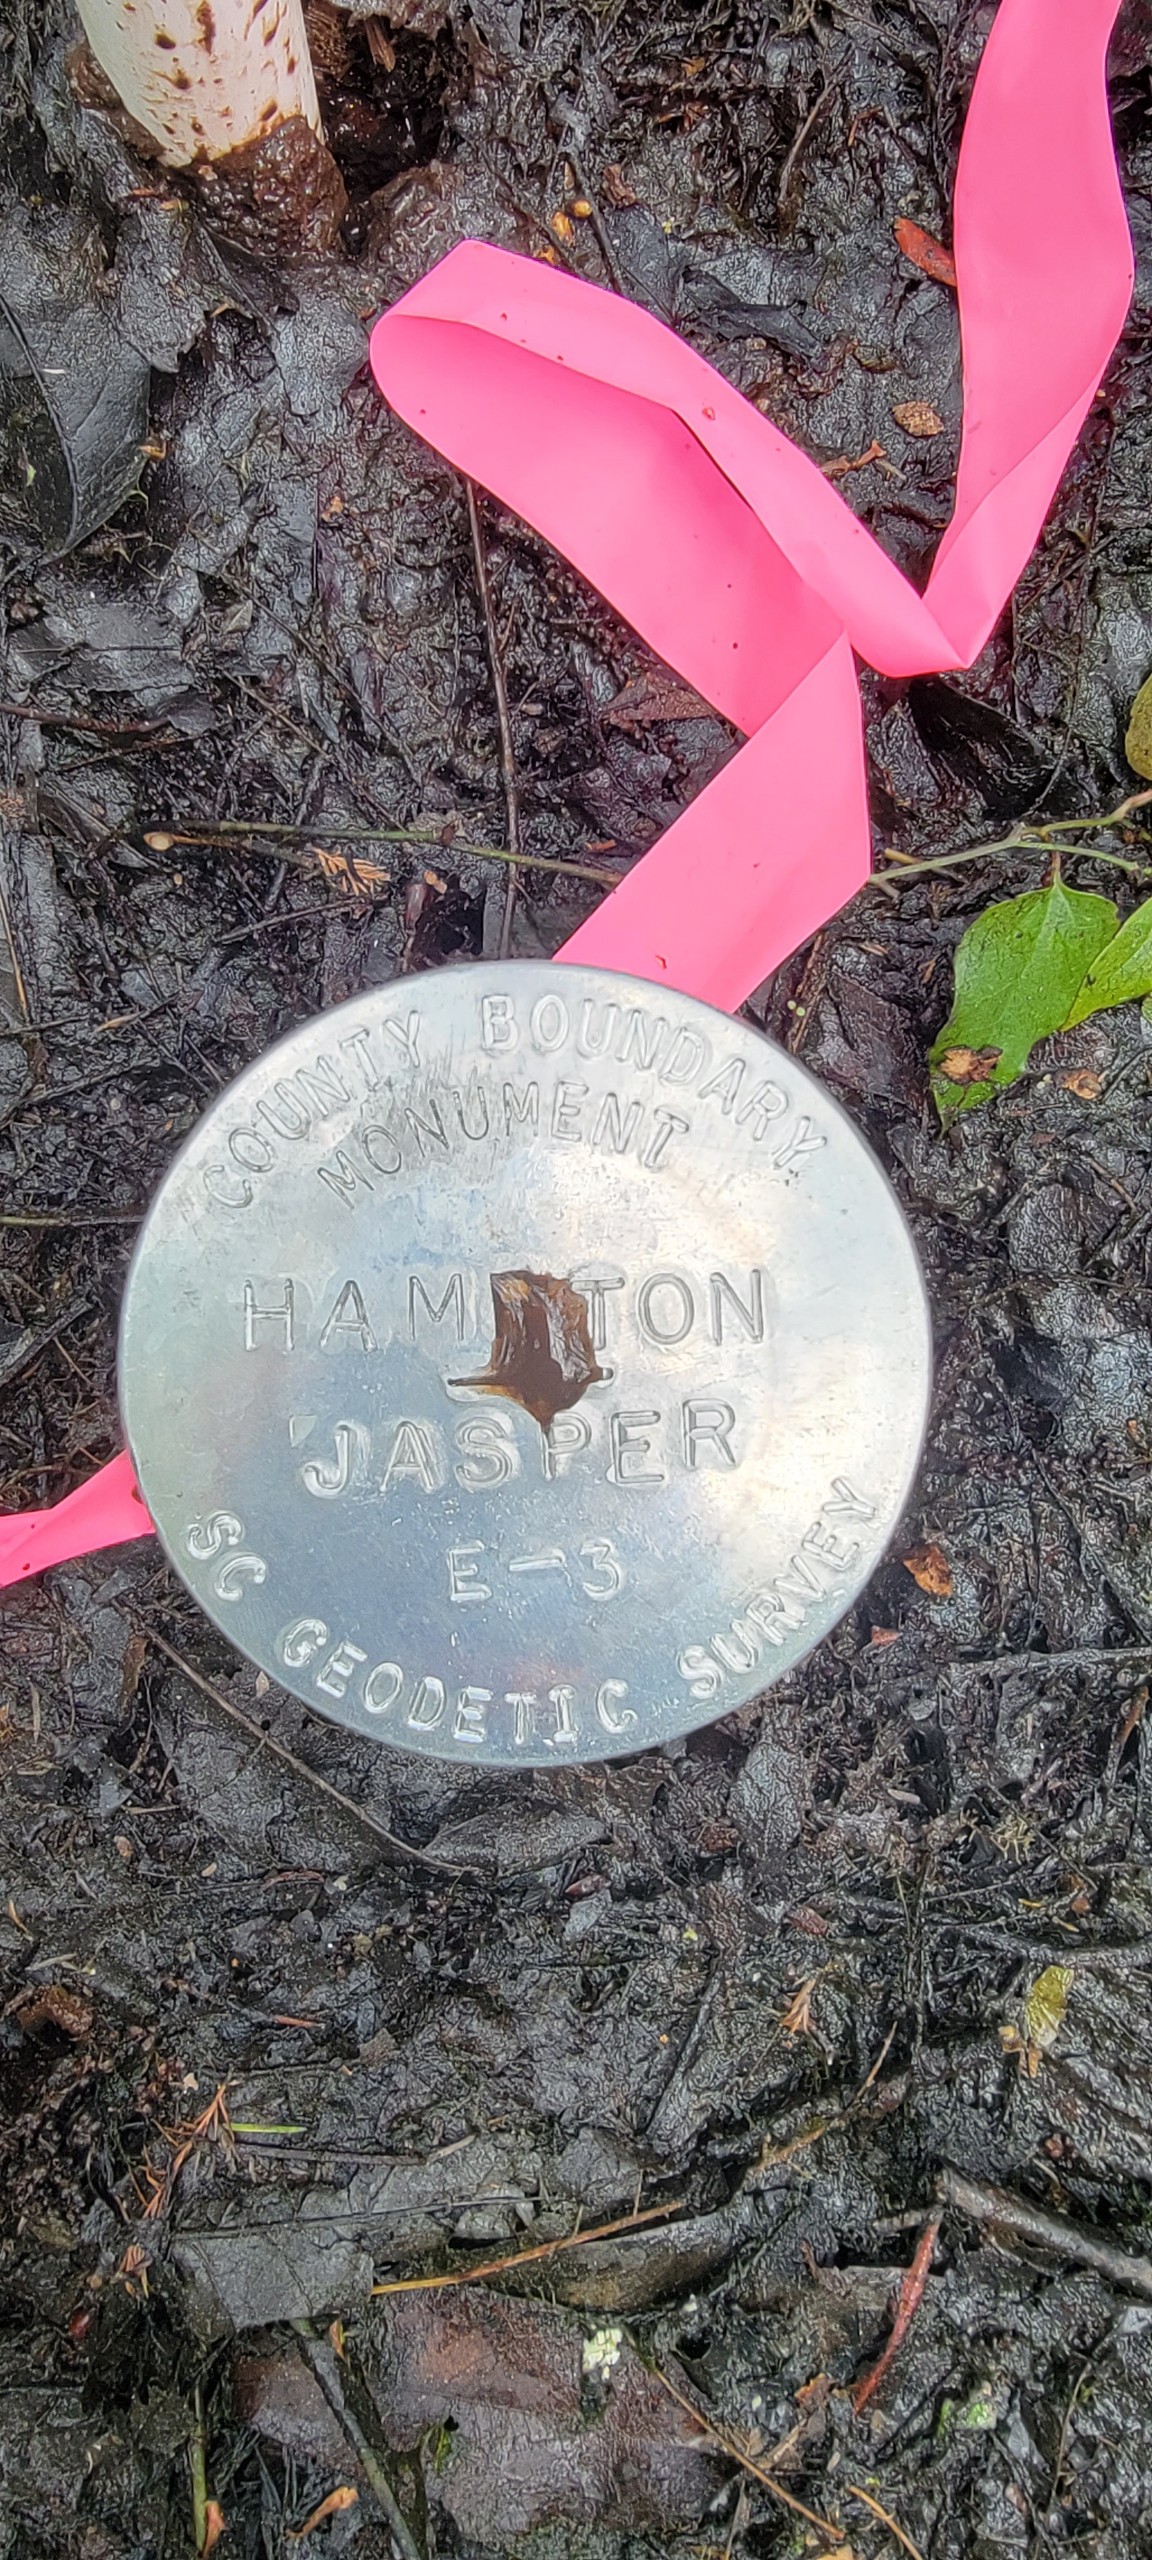 COUNTY BOUNDARY
MONUMENT
HAMPTON
JASPER
E-3
SC GEODETIC SURVEY